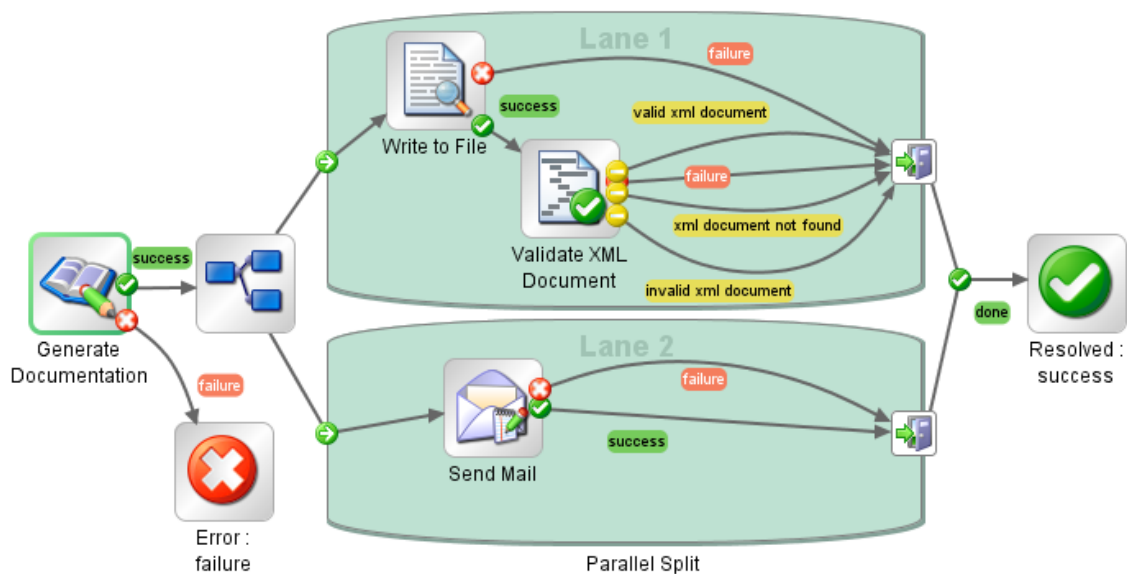 Lane 1
failure
success
valid xml document
Write to File
failure
xml document not found
Validate XML
Document
invalid xml document
success
Generate
Documentation
failure
Error :
failure
Lane 2
failure
success
Send Mail
Parallel Split
done
Resolved :
success